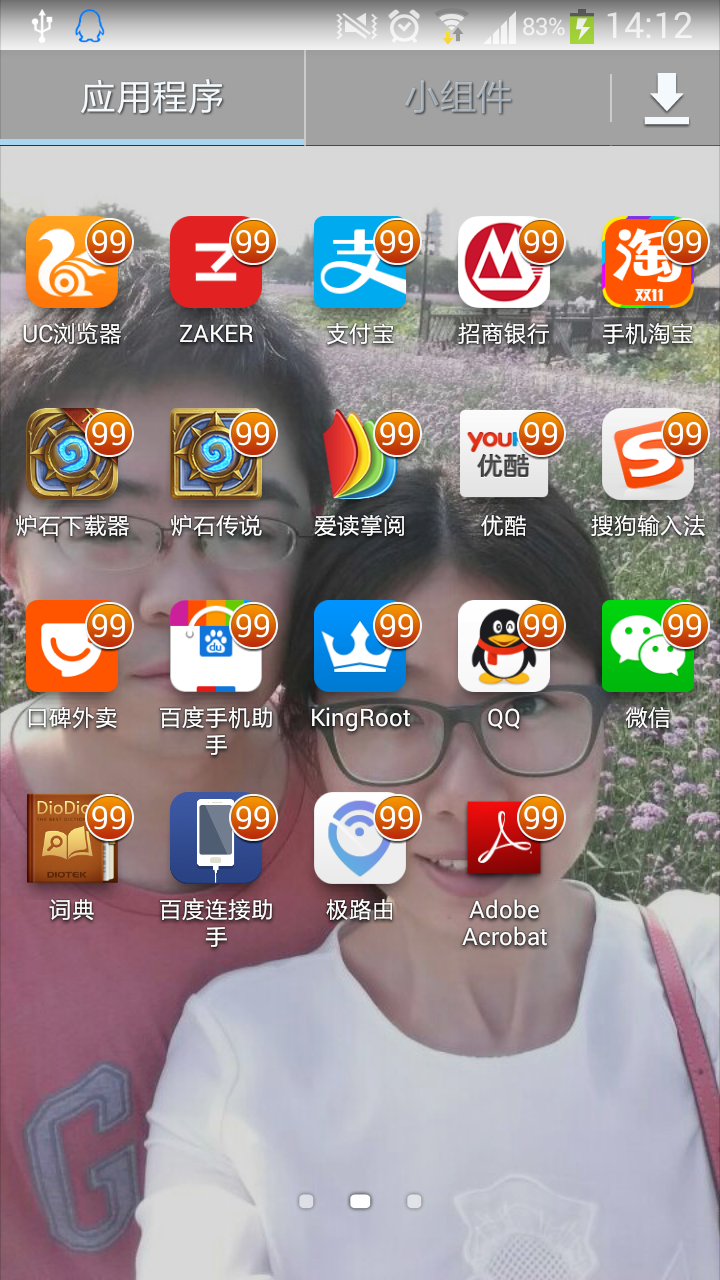 83% 14:12
应用程序 小组件
99 99 99 99 99
淘
双11
UC浏览器 ZAKER 支付宝 招商银行 手机淘宝
99 99 99 99 99
优酷
炉石下载器 炉石传说 爱读掌阅 优酷 搜狗输入法
99 99 99 99 99
du
口碑外卖 百度手机助手 KingRoot QQ 微信
99 99 99 99
DIOTEK
词典 百度连接助手 极路由 Adobe Acrobat
G